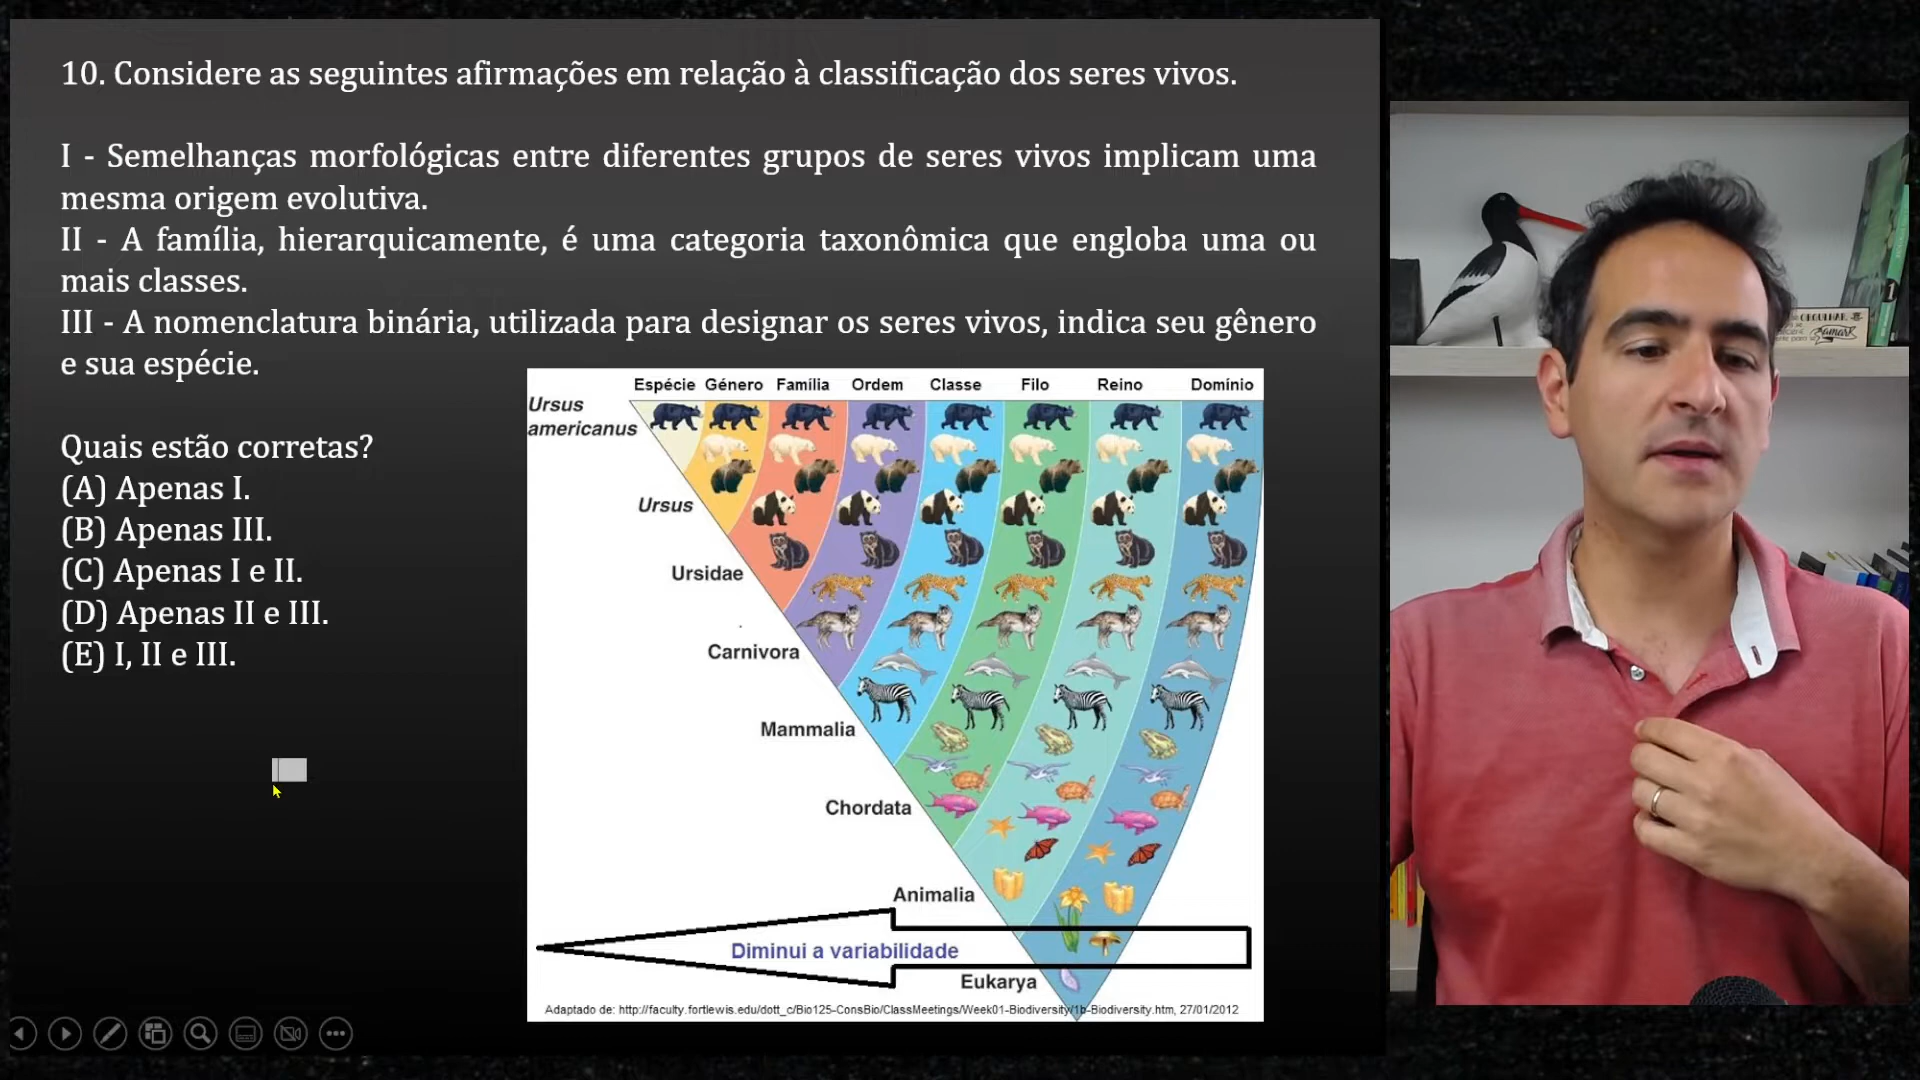 10. Considere as seguintes afirmações em relação à classificação dos seres vivos.
I - Semelhanças morfológicas entre diferentes grupos de seres vivos implicam uma
mesma origem evolutiva.
II - A família, hierarquicamente, é uma categoria taxonômica que engloba uma ou
mais classes.
III - A nomenclatura binária, utilizada para designar os seres vivos, indica seu gênero
e sua espécie.
Quais estão corretas?
(A) Apenas I.
(B) Apenas III.
(C) Apenas I e II.
(D) Apenas II e III.
(E) I, II e III.
Espécie Género Família Ordem Classe Filo Reino Domínio
Ursus
americanus
Ursus
Ursidae
Carnivora
Mammalia
Chordata
Animalia
Diminui a variabilidade
Eukarya
Adaptado de: http://faculty.fortlewis.edu/dott_c/Bio125-ConsBio/ClassMeetings/Week01-Biodiversity/1b-Biodiversity.htm, 27/01/2012
ORGULHAR
1